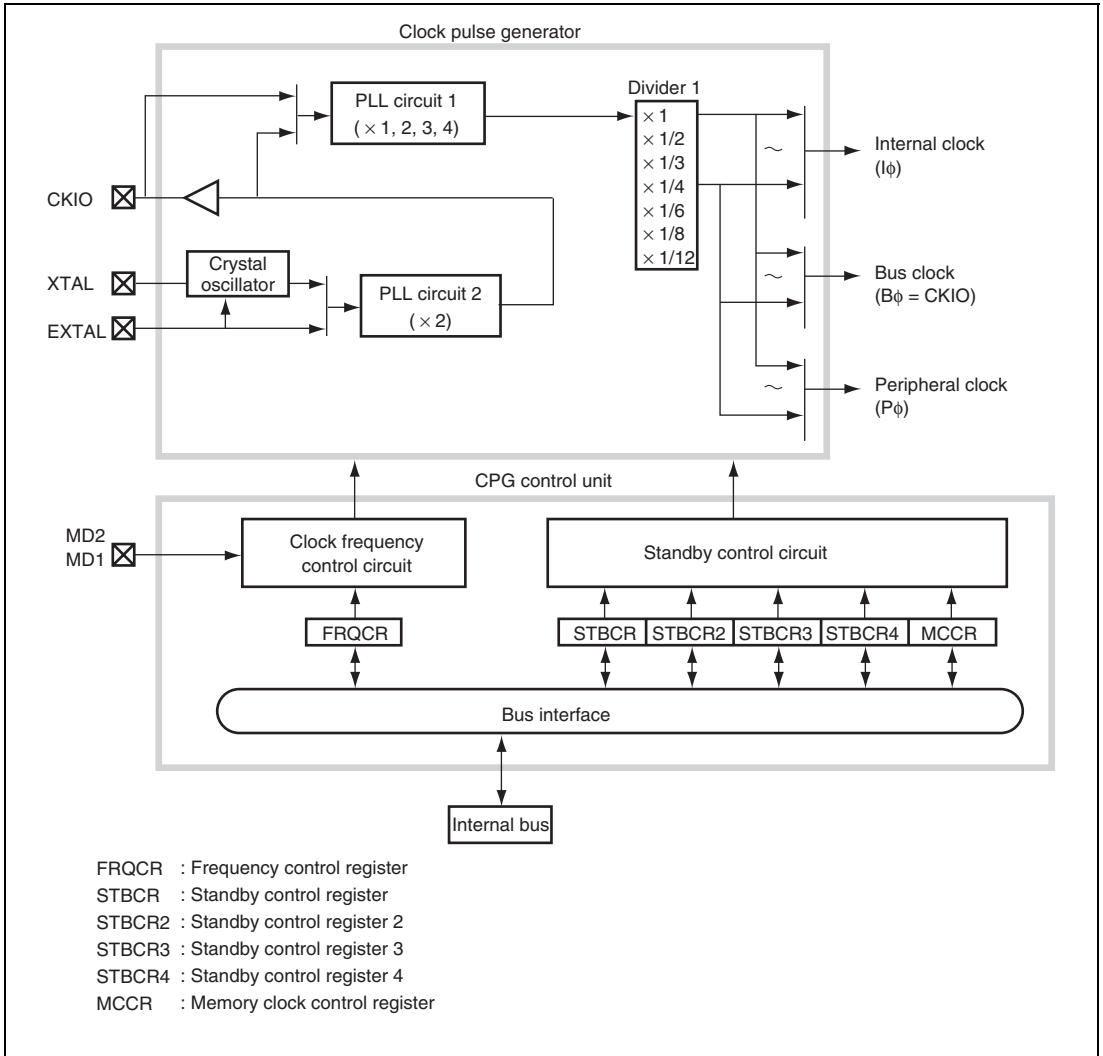 Clock pulse generator
PLL circuit 1
( × 1, 2, 3, 4)
Divider 1
× 1
× 1/2
× 1/3
× 1/4
× 1/6
× 1/8
× 1/12
Internal clock
(Iϕ)
CKIO
XTAL
Crystal
oscillator
EXTAL
PLL circuit 2
( × 2)
Bus clock
(Bϕ = CKIO)
Peripheral clock
(Pϕ)
CPG control unit
MD2
MD1
Clock frequency
control circuit
Standby control circuit
FRQCR
STBCR STBCR2 STBCR3 STBCR4 MCCR
Bus interface
Internal bus
FRQCR : Frequency control register
STBCR : Standby control register
STBCR2 : Standby control register 2
STBCR3 : Standby control register 3
STBCR4 : Standby control register 4
MCCR : Memory clock control register